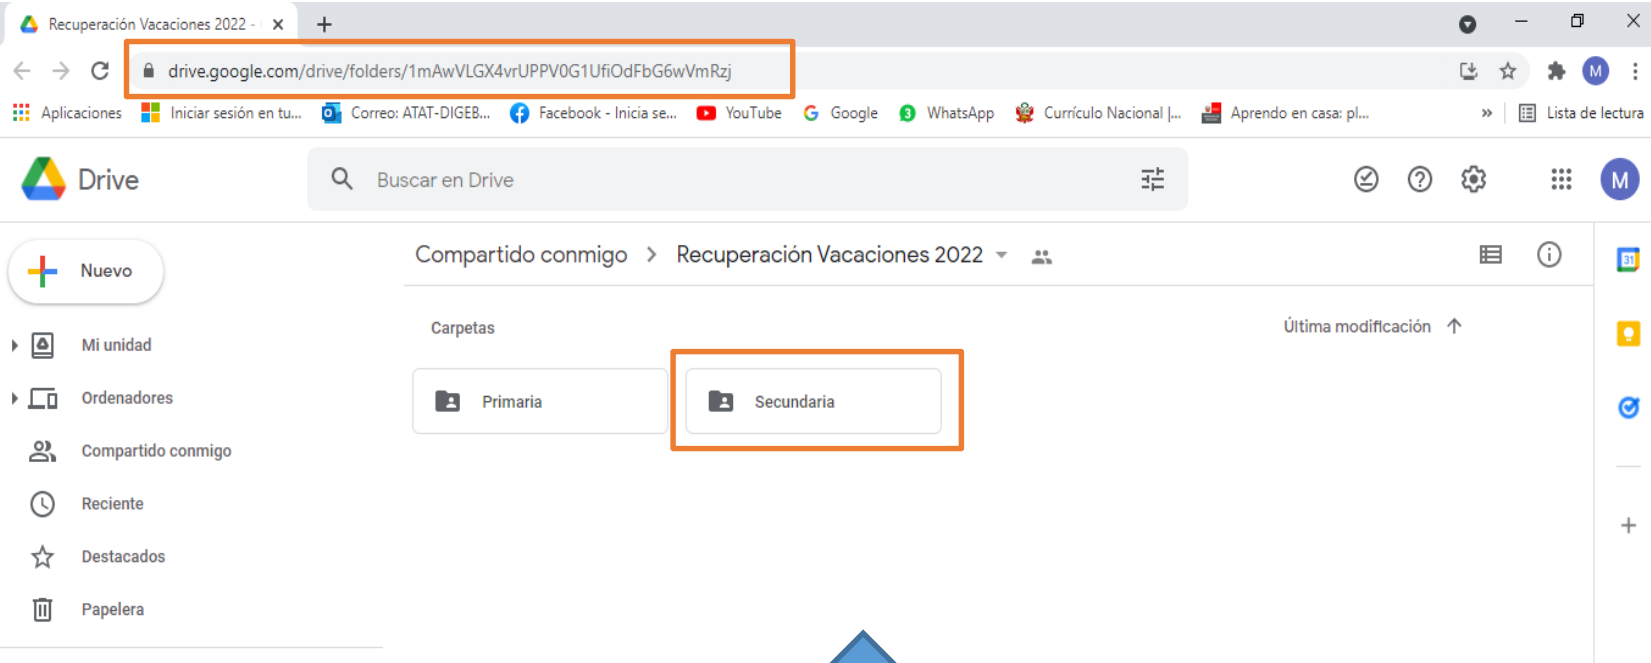 Recuperación Vacaciones 2022 -
drive.google.com/drive/folders/1mAwVLGX4vrUPPV0G1UfiOdFbG6wVmRzj
M
Aplicaciones Iniciar sesión en tu... Correo: ATAT-DIGEB... Facebook - Inicia se... YouTube Google 3 WhatsApp Currículo Nacional |... Aprendo en casa: pl... » Lista de lectura
Drive
Buscar en Drive
M
Nuevo
Compartido conmigo > Recuperación Vacaciones 2022
31
Carpetas
Última modificación
Mi unidad
Primaria
Secundaria
Ordenadores
Compartido conmigo
Reciente
Destacados
Papelera